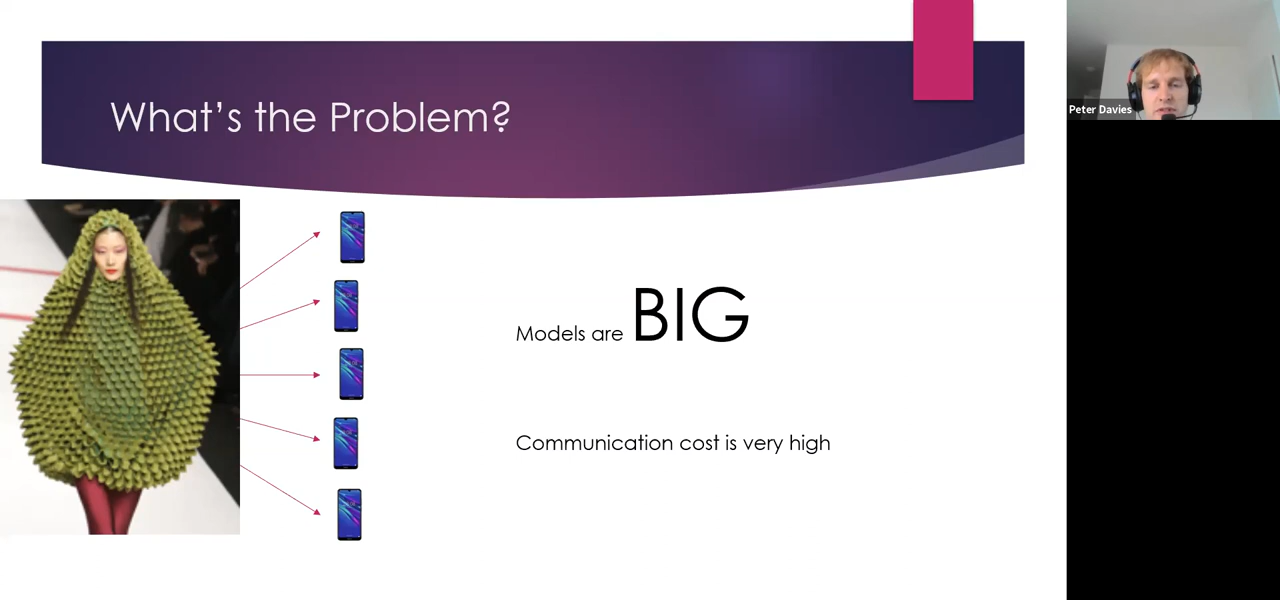 What's the Problem?
Peter Davies
Models are BIG
Communication cost is very high